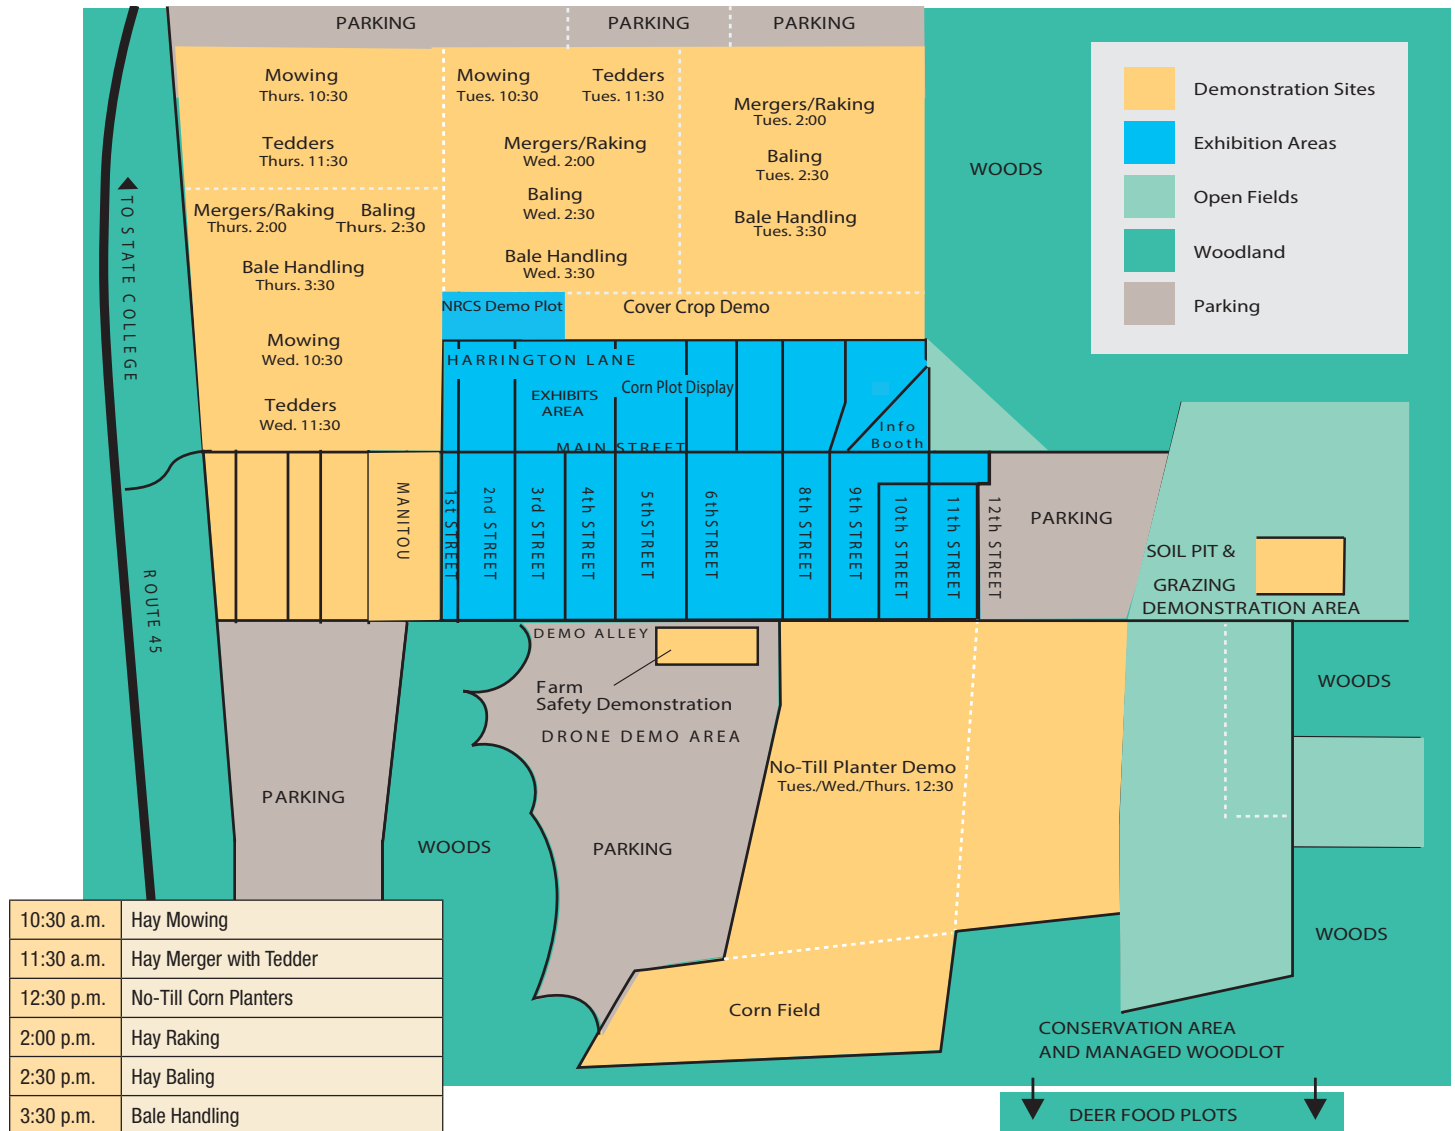 PARKING
PARKING
PARKING
Mowing
Thurs. 10:30
Tedders
Thurs. 11:30
Mowing
Tues. 10:30
Tedders
Tues. 11:30
Mergers/Raking
Wed. 2:00
Baling
Wed. 2:30
Bale Handling
Wed. 3:30
Mergers/Raking
Tues. 2:00
Baling
Tues. 2:30
Bale Handling
Tues. 3:30
Mergers/Raking
Thurs. 2:00
Baling
Thurs. 2:30
Bale Handling
Thurs. 3:30
Mowing
Wed. 10:30
Tedders
Wed. 11:30
WOODS
Demonstration Sites
Exhibition Areas
Open Fields
Woodland
Parking
TO STATE COLLEGE
ROUTE 45
NRCS Demo Plot
Cover Crop Demo
HARRINGTON LANE
EXHIBITS
AREA
Corn Plot Display
MAIN STREET
Info
Booth
MANITOU
1st STREET
2nd STREET
3rd STREET
4th STREET
5thSTREET
6thSTREET
8th STREET
9th STREET
10th STREET
11th STREET
12th STREET
PARKING
SOIL PIT &
GRAZING
DEMONSTRATION AREA
DEMO ALLEY
Farm
Safety Demonstration
DRONE DEMO AREA
WOODS
No-Till Planter Demo
Tues./Wed./Thurs. 12:30
PARKING
WOODS
PARKING
WOODS
Corn Field
CONSERVATION AREA
AND MANAGED WOODLOT
DEER FOOD PLOTS
10:30 a.m. Hay Mowing
11:30 a.m. Hay Merger with Tedder
12:30 p.m. No-Till Corn Planters
2:00 p.m. Hay Raking
2:30 p.m. Hay Baling
3:30 p.m. Bale Handling